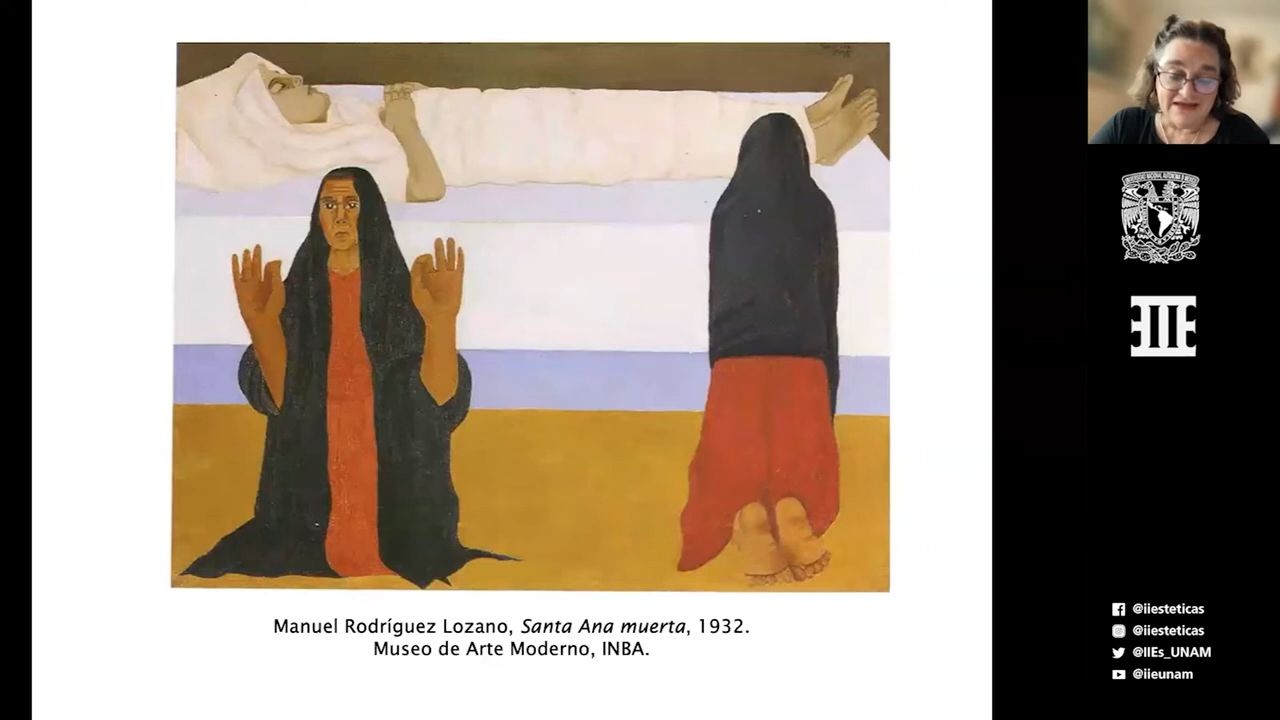 Manuel Rodríguez Lozano, Santa Ana muerta, 1932.
Museo de Arte Moderno, INBA.
@iiesteticas
@iiesteticas
@IIEs_UNAM
@iieunam